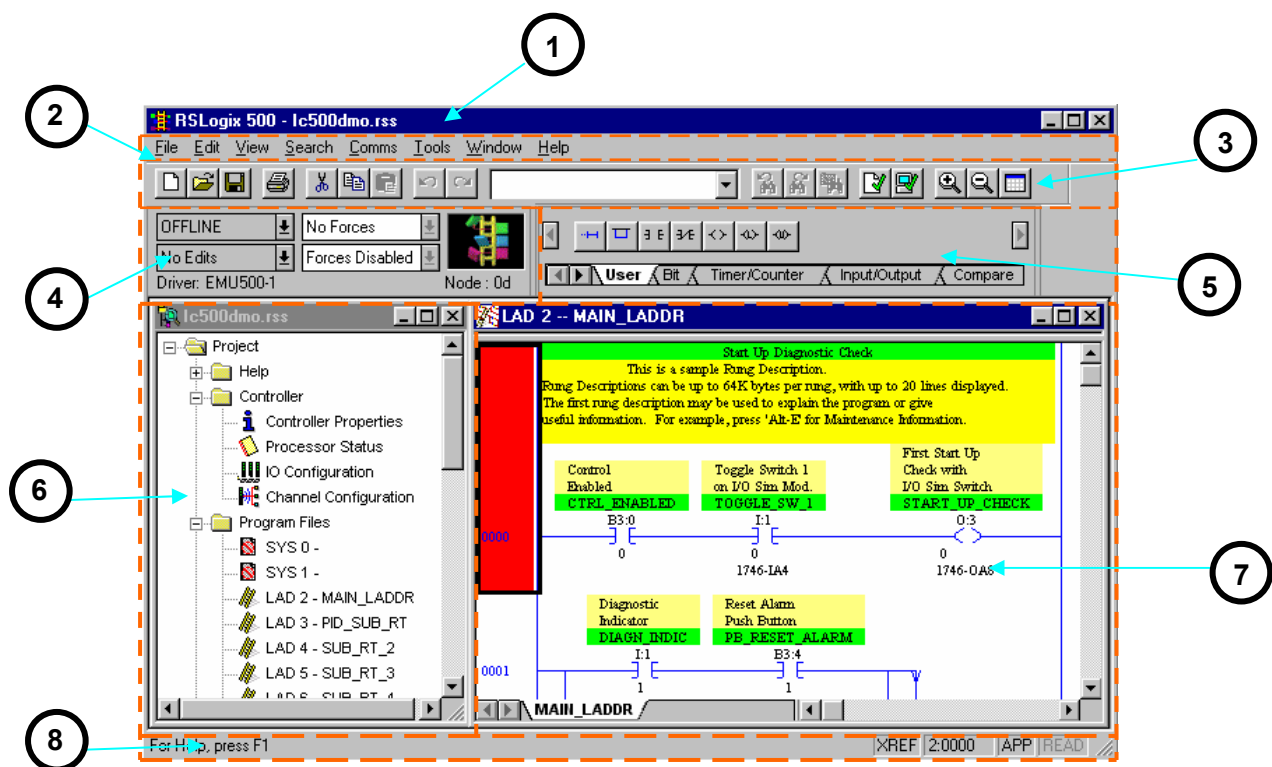 1
2
3
RSLogix 500 - lc500dmo.rss
File Edit View Search Comms Tools Window Help
OFFLINE
No Forces
No Edits
Forces Disabled
Driver: EMU500-1
Node : 0d
User Bit Timer/Counter Input/Output Compare
4
5
lc500dmo.rss
Project
Help
Controller
Controller Properties
Processor Status
IO Configuration
Channel Configuration
Program Files
SYS 0 -
SYS 1 -
LAD 2 - MAIN_LADDR
LAD 3 - PID_SUB_RT
LAD 4 - SUB_RT_2
LAD 5 - SUB_RT_3
LAD 6 - SUB_RT_4
6
LAD 2 -- MAIN_LADDR
Start Up Diagnostic Check
This is a sample Rung Description.
Rung Descriptions can be up to 64K bytes per rung, with up to 20 lines displayed.
The first rung description may be used to explain the program or give
useful information. For example, press 'Alt-E' for Maintenance Information.
Control
Enabled
CTRL_ENABLED
B3:0
0
Toggle Switch 1
on I/O Sim Mod.
TOGGLE_SW_1
I:1
0
1746-IA4
First Start Up
Check with
I/O Sim Switch
START_UP_CHECK
O:3
0
1746-OA8
0000
7
Diagnostic
Indicator
DIAGN_INDIC
I:1
1
Reset Alarm
Push Button
PB_RESET_ALARM
B3:4
1
0001
MAIN_LADDR
8
For Help, press F1
XREF 2:0000 APP READ